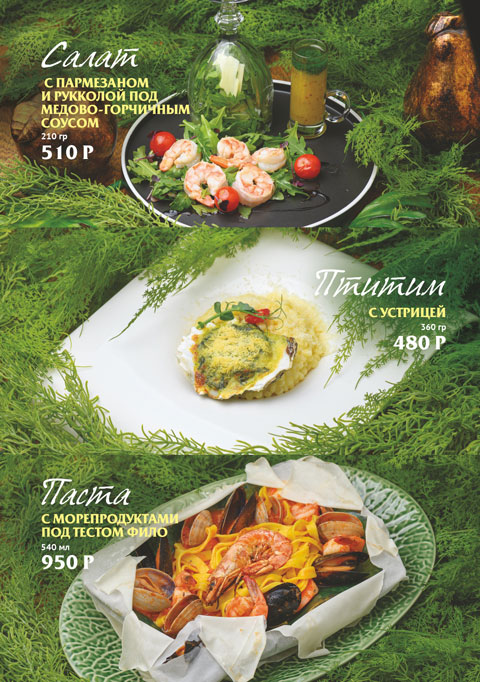 Салат
С ПАРМЕЗАНОМ
И РУККОЛОЙ ПОД
МЕДОВО-ГОРЧИЧНЫМ
СОУСОМ
210 гр
510 Р
Птитим
С УСТРИЦЕЙ
360 гр
480 Р
Паста
С МОРЕПРОДУКТАМИ
ПОД ТЕСТОМ ФИЛО
540 мл
950 Р